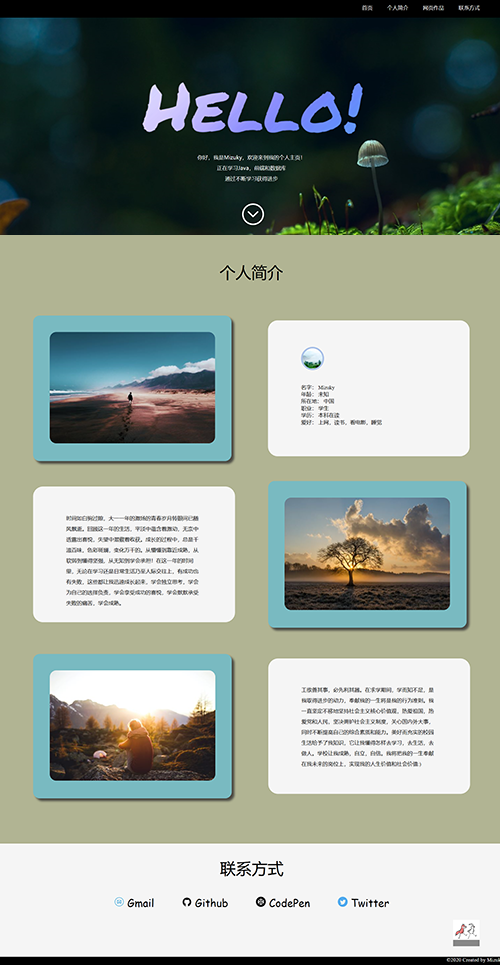 首页 个人简介 网页作品 联系方式
Hello!
你好，我是Mizuky，欢迎来到我的个人主页!
正在学习Java，前端和数据库
通过不断学习获得进步
个人简介
名字： Mizuky
年龄： 未知
所在地： 中国
职业： 学生
学历： 本科在读
爱好： 上网、读书、看电影、睡觉
时间如白驹过隙，大一一年的激扬的青春岁月转眼间已随
风飘逝。回顾这一年的生活，平淡中蕴含着激动，无奈中
透露出喜悦，失望中萦着收获。成长的过程中，总是千
滋百味，色彩斑斓，变化万千的。从懵懂到靠近成熟，从
软弱到懂得坚强，从无知到学会承担！在这一年的时间
里，无论在学习还是日常生活乃至人际交往上，有成功也
有失败，这些都让我迅速成长起来，学会独立思考，学会
为自己的选择负责，学会享受成功的喜悦，学会默默承受
失败的痛苦，学会成熟。
工欲善其事，必先利其器。在求学期间，学而知不足，是
我取得进步的动力，奉献我的一生将是我的行为准则。我
一直坚定不移地坚持社会主义核心价值观，热爱祖国，热
爱党和人民，坚决拥护社会主义制度，关心国内外大事，
同时不断提高自己的综合素质和能力。美好而充实的校园
生活给予了我知识，它让我懂得怎样去学习，去生活，去
做人。学校让我成熟、自立、自信。我将把我的一生奉献
在我未来的岗位上，实现我的人生价值和社会价值:)
联系方式
Gmail Github CodePen Twitter
©2020 Created by Mizuk